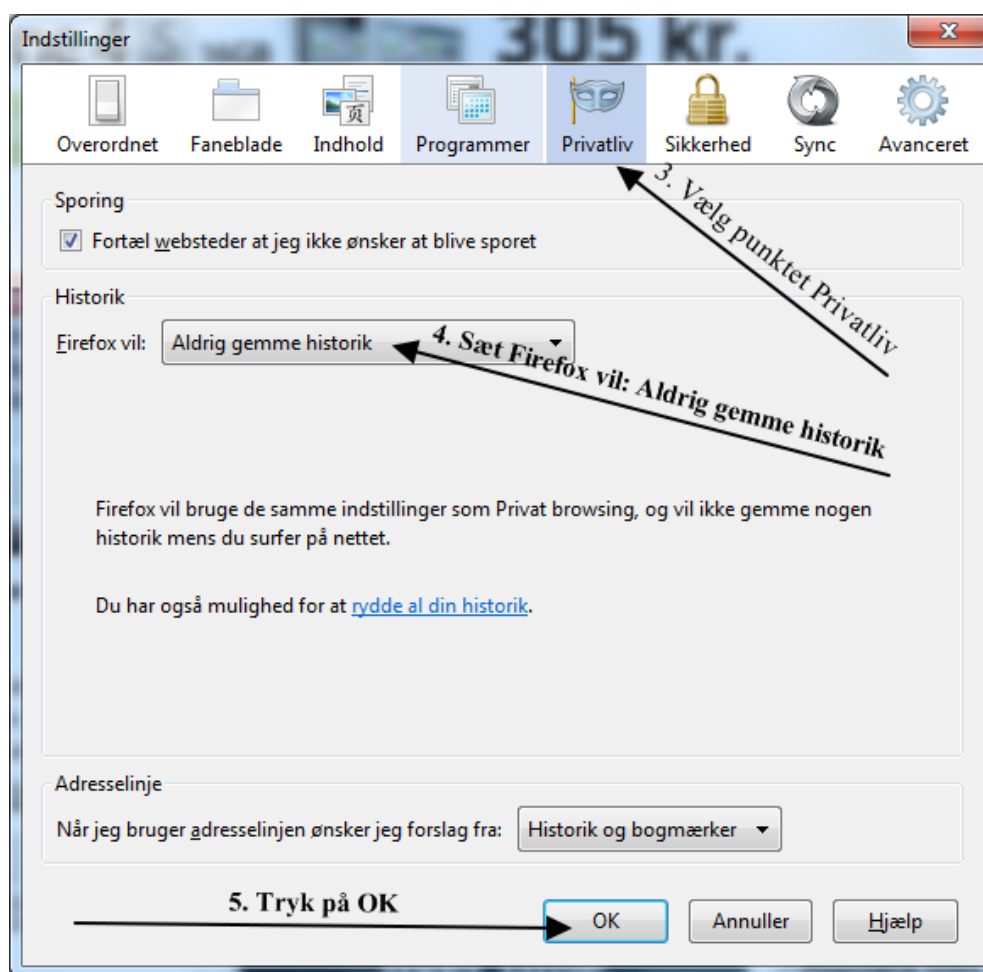 305 kr.
Indstillinger
Overordnet Faneblade Indhold Programmer Privatliv Sikkerhed Sync Avanceret
页
3. Vælg punktet Privatliv
Sporing
Fortæl websteder at jeg ikke ønsker at blive sporet
Historik
Firefox vil: Aldrig gemme historik
4. Sæt Firefox vil: Aldrig gemme historik
Firefox vil bruge de samme indstillinger som Privat browsing, og vil ikke gemme nogen
historik mens du surfer på nettet.
Du har også mulighed for at rydde al din historik.
Adresselinje
Når jeg bruger adresselinjen ønsker jeg forslag fra: Historik og bogmærker
5. Tryk på OK
OK Annuller Hjælp